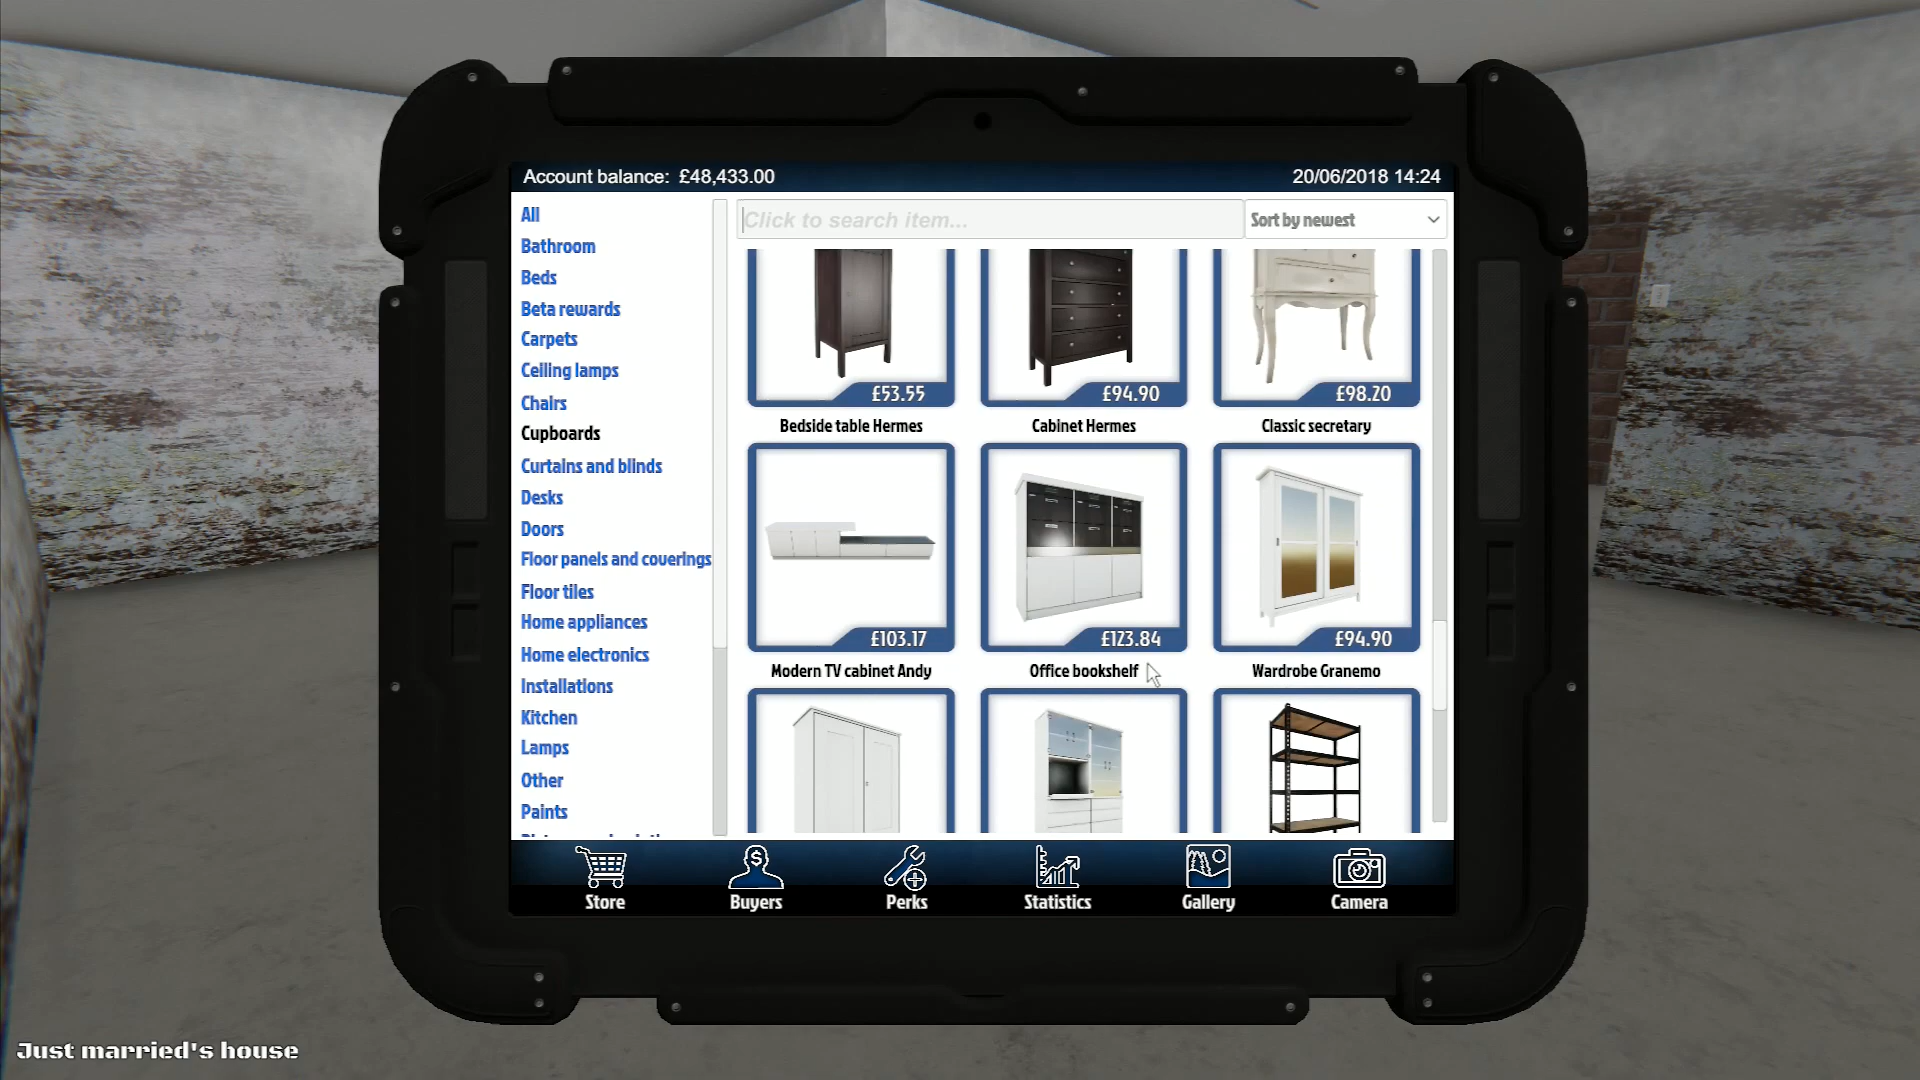 Account balance: £48,433.00
20/06/2018 14:24
All
Bathroom
Beds
Beta rewards
Carpets
Ceiling lamps
Chairs
Cupboards
Curtains and blinds
Desks
Doors
Floor panels and coverings
Floor tiles
Home appliances
Home electronics
Installations
Kitchen
Lamps
Other
Paints
Click to search item...
Sort by newest
£53.55
£94.90
£98.20
Bedside table Hermes
Cabinet Hermes
Classic secretary
£103.17
£123.84
£94.90
Modern TV cabinet Andy
Office bookshelf
Wardrobe Granemo
Store
Buyers
Perks
Statistics
Gallery
Camera
Just married's house